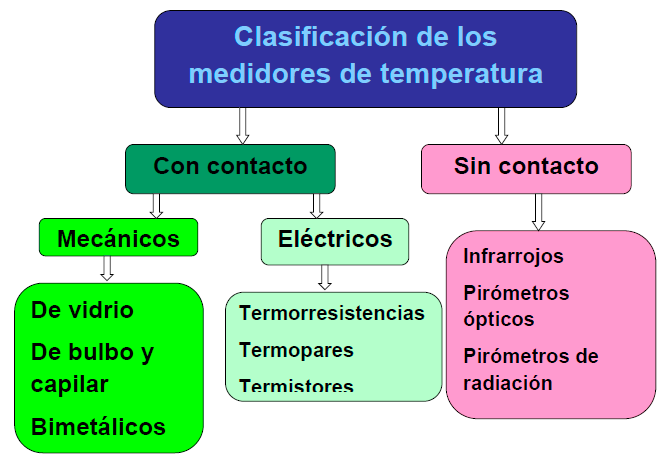 Clasificación de los
medidores de temperatura
Con contacto
Sin contacto
Mecánicos
Eléctricos
De vidrio
De bulbo y
capilar
Bimetálicos
Termorresistencias
Termopares
Termistores
Infrarrojos
Pirómetros
ópticos
Pirómetros de
radiación